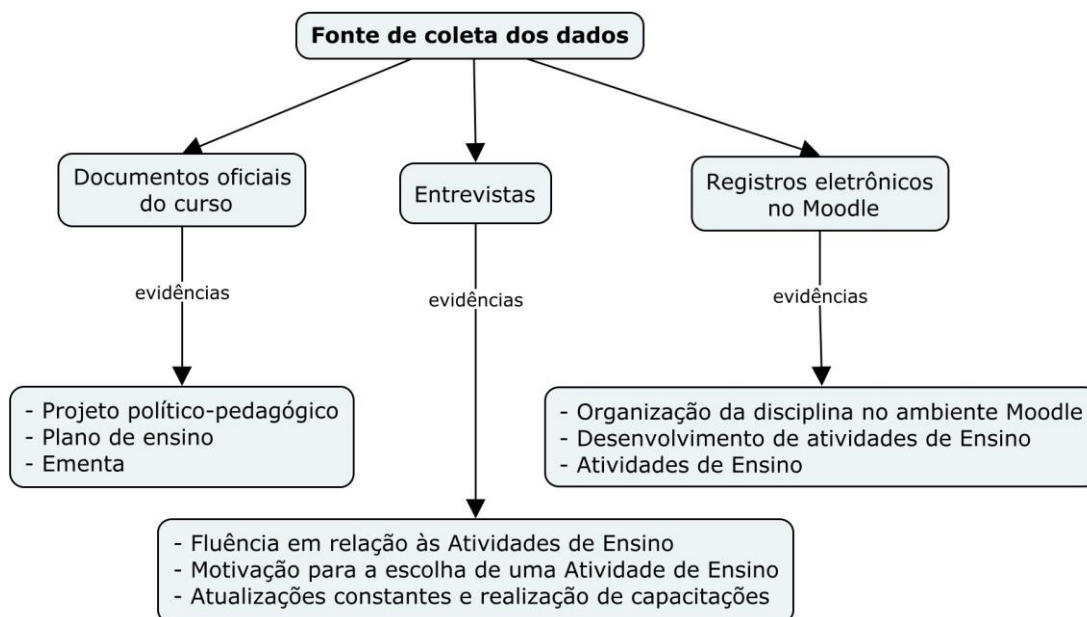 Fonte de coleta dos dados
Documentos oficiais
do curso
Entrevistas
Registros eletrônicos
no Moodle
evidências
evidências
evidências
- Projeto político-pedagógico
- Plano de ensino
- Ementa
- Organização da disciplina no ambiente Moodle
- Desenvolvimento de atividades de Ensino
- Atividades de Ensino
- Fluência em relação às Atividades de Ensino
- Motivação para a escolha de uma Atividade de Ensino
- Atualizações constantes e realização de capacitações